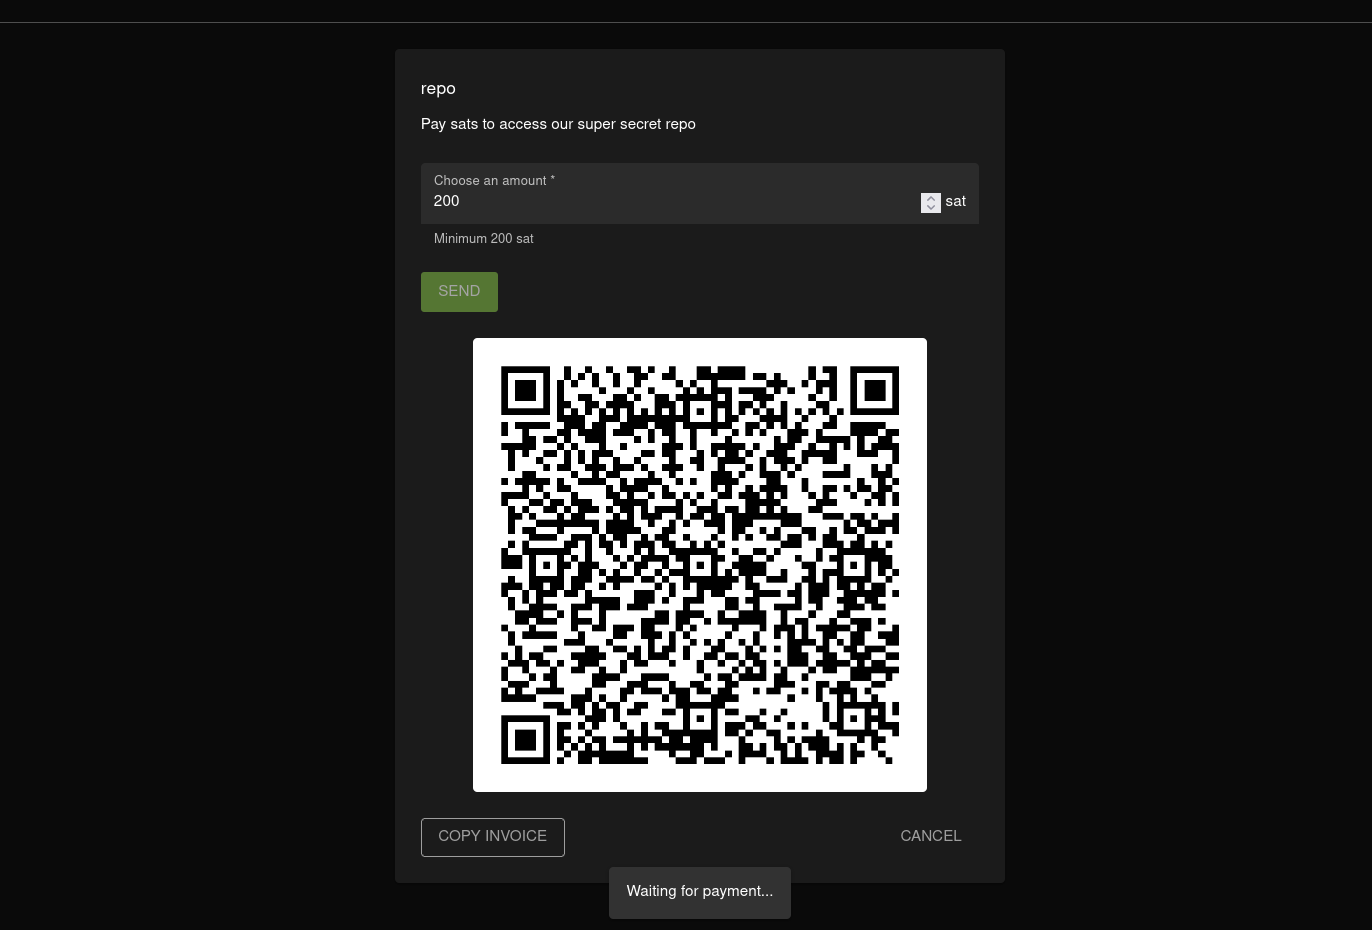 repo
Pay sats to access our super secret repo
Choose an amount *
200 sat
Minimum 200 sat
SEND
COPY INVOICE CANCEL
Waiting for payment...